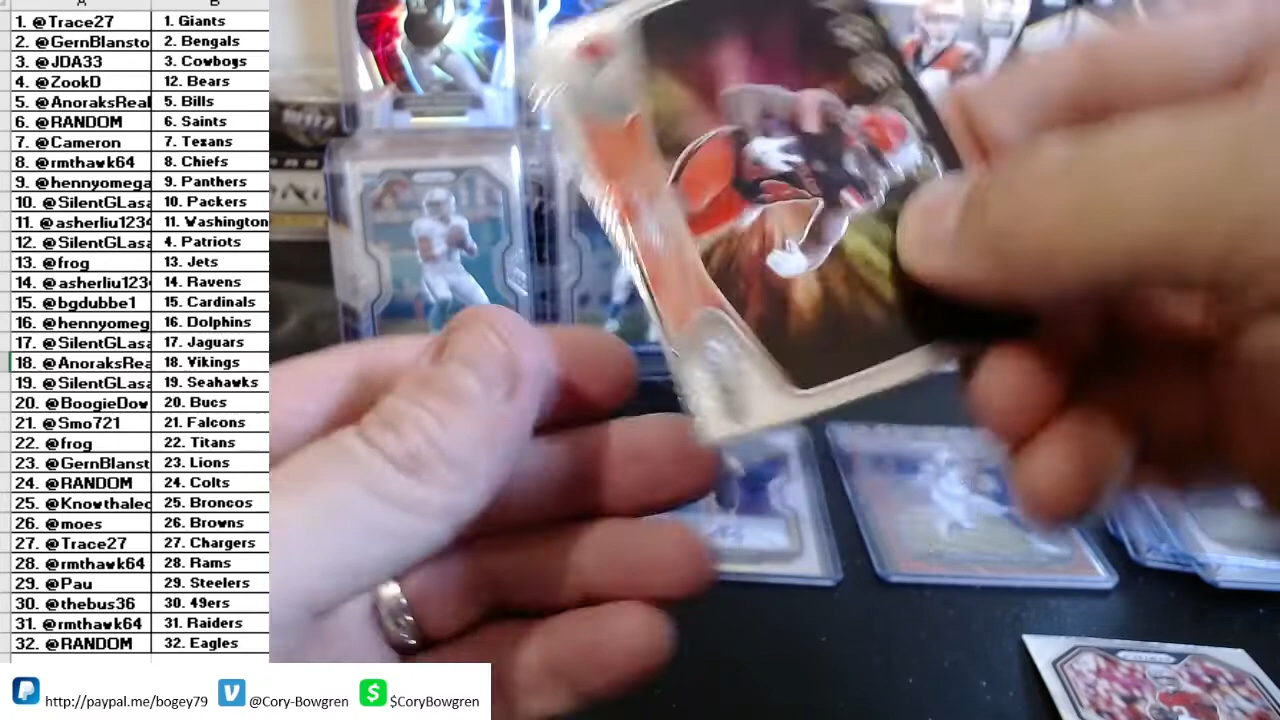 1. @Trace27 1. Giants
2. @GernBlansto 2. Bengals
3. @JDA33 3. Cowboys
4. @ZookD 12. Bears
5. @AnoraksReal 5. Bills
6. @RANDOM 6. Saints
7. @Cameron 7. Texans
8. @rmthawk64 8. Chiefs
9. @hennyomega 9. Panthers
10. @SilentGLasa 10. Packers
11. @asherliu1234 11. Washington
12. @SilentGLasa 4. Patriots
13. @frog 13. Jets
14. @asherliu123 14. Ravens
15. @bgdubbe1 15. Cardinals
16. @hennyomeg 16. Dolphins
17. @SilentGLasa 17. Jaguars
18. @AnoraksRea 18. Vikings
19. @SilentGLasa 19. Seahawks
20. @BoogieDow 20. Bucs
21. @Smo721 21. Falcons
22. @frog 22. Titans
23. @GernBlanst 23. Lions
24. @RANDOM 24. Colts
25. @Knowthaled 25. Broncos
26. @moes 26. Browns
27. @Trace27 27. Chargers
28. @rmthawk64 28. Rams
29. @Pau 29. Steelers
30. @thebus36 30. 49ers
31. @rmthawk64 31. Raiders
32. @RANDOM 32. Eagles
http://paypal.me/bogey79 @Cory-Bowgren $CoryBowgren